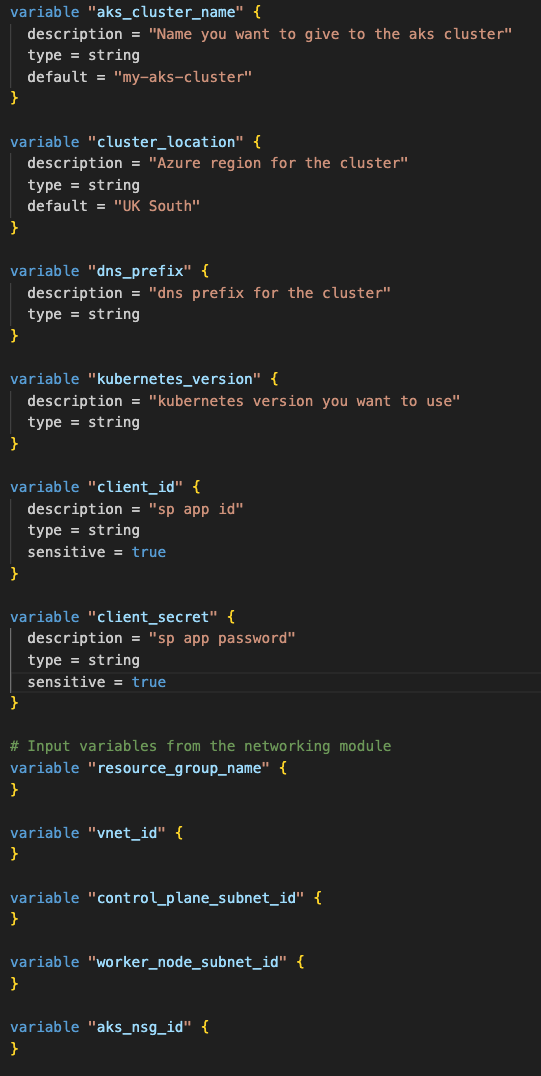 variable "aks_cluster_name" {
  description = "Name you want to give to the aks cluster"
  type = string
  default = "my-aks-cluster"
}

variable "cluster_location" {
  description = "Azure region for the cluster"
  type = string
  default = "UK South"
}

variable "dns_prefix" {
  description = "dns prefix for the cluster"
  type = string
}

variable "kubernetes_version" {
  description = "kubernetes version you want to use"
  type = string
}

variable "client_id" {
  description = "sp app id"
  type = string
  sensitive = true
}

variable "client_secret" {
  description = "sp app password"
  type = string
  sensitive = true
}

# Input variables from the networking module
variable "resource_group_name" {
}

variable "vnet_id" {
}

variable "control_plane_subnet_id" {
}

variable "worker_node_subnet_id" {
}

variable "aks_nsg_id" {
}